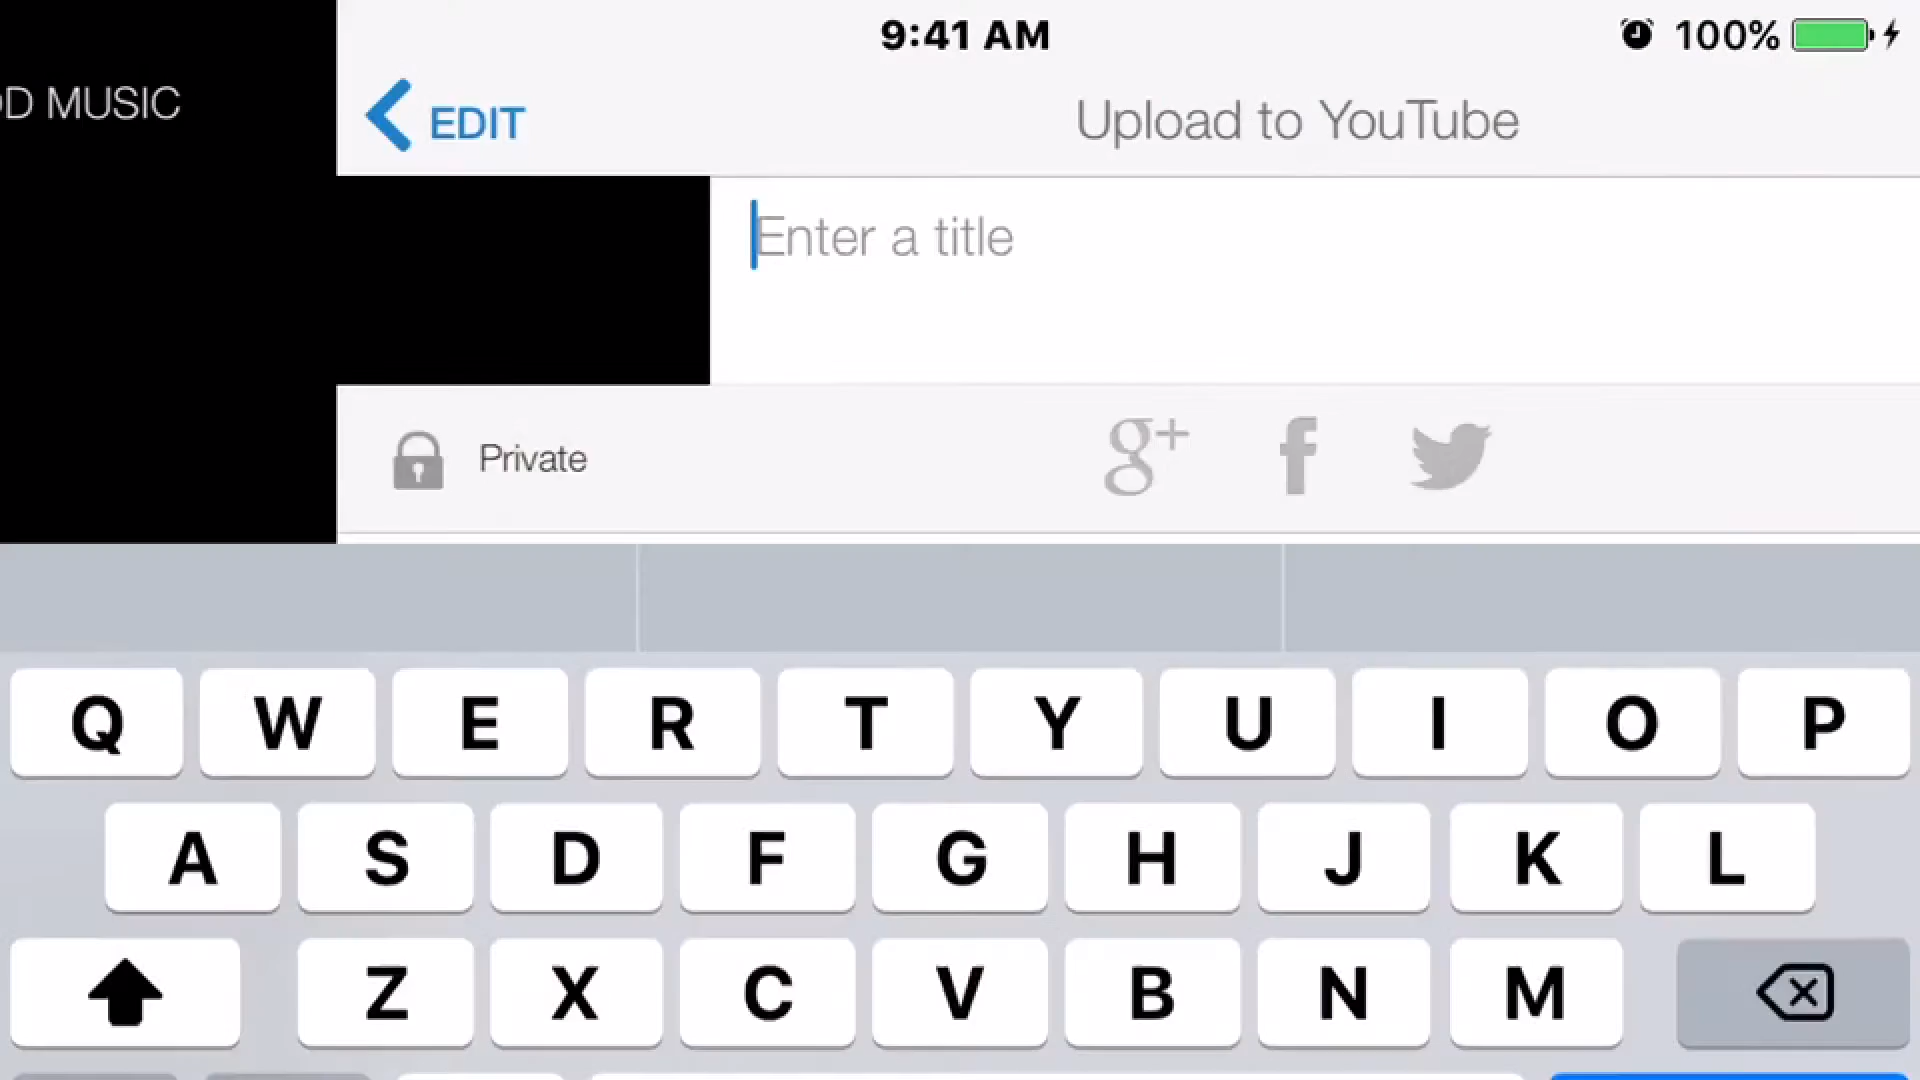 9:41 AM
100%
D MUSIC
EDIT
Upload to YouTube
Enter a title
Private
g+
f
Q W E R T Y U I O P
A S D F G H J K L
Z X C V B N M